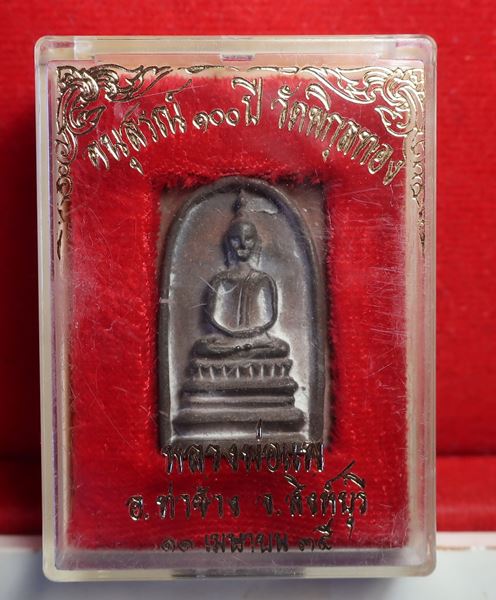 อนุสรณ์ ๑๐๐ ปี วัดพิกุลทอง
หลวงพ่อแพ
อ.ท่าช้าง จ.สิงห์บุรี
๑๑ เมษายน ๓๕